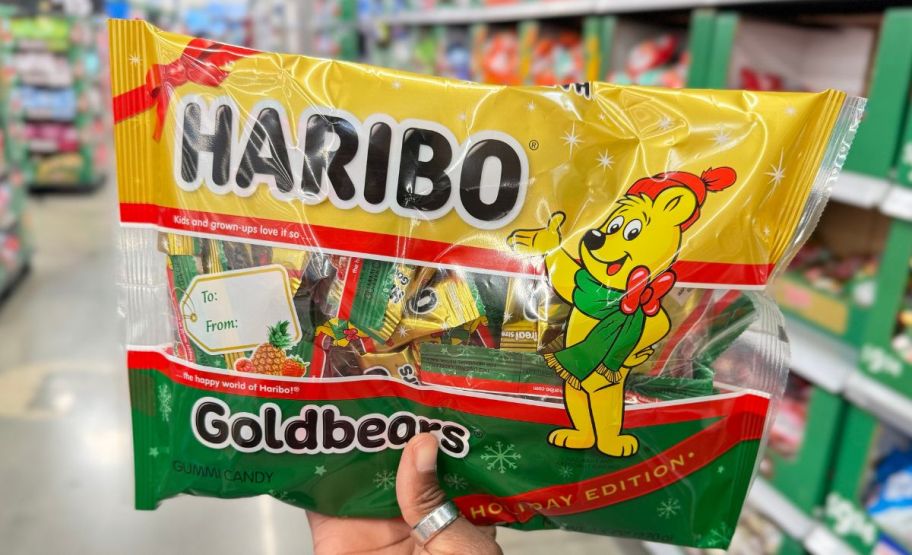 HARIBO®
Kids and grown-ups love it so...
To:
From:
... the happy world of Haribo!®
Goldbears®
GUMMI CANDY
HOLIDAY EDITION